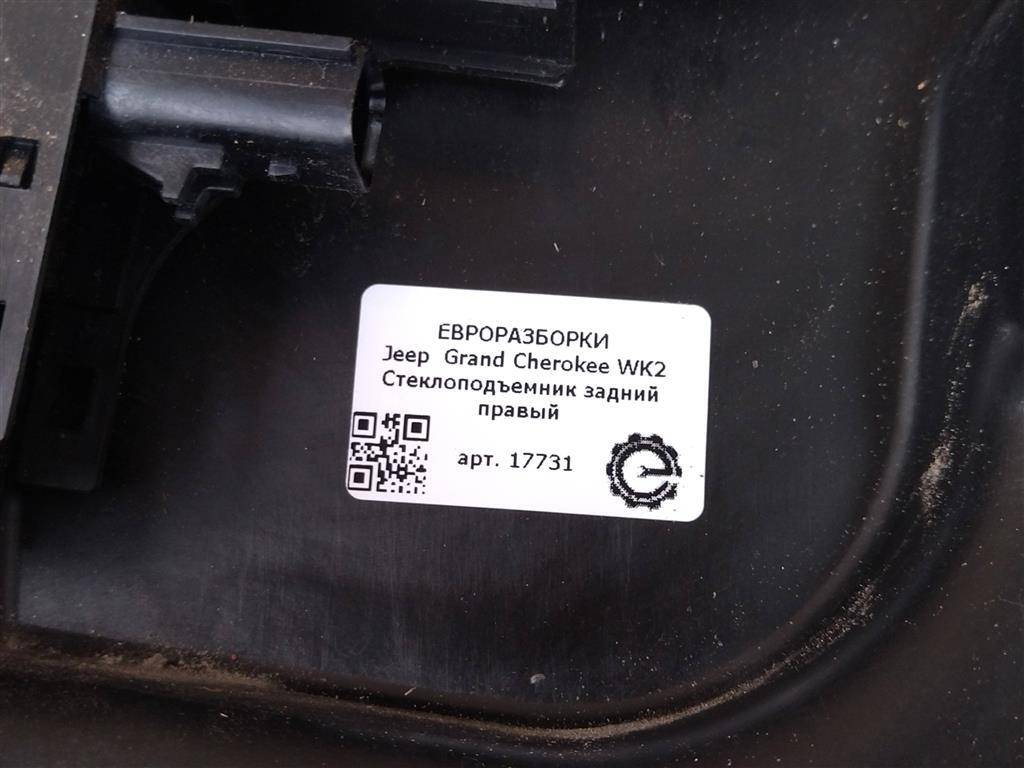 ЕВРОРАЗБОРКИ
Jeep Grand Cherokee WK2
Стеклоподъемник задний
правый
арт. 17731